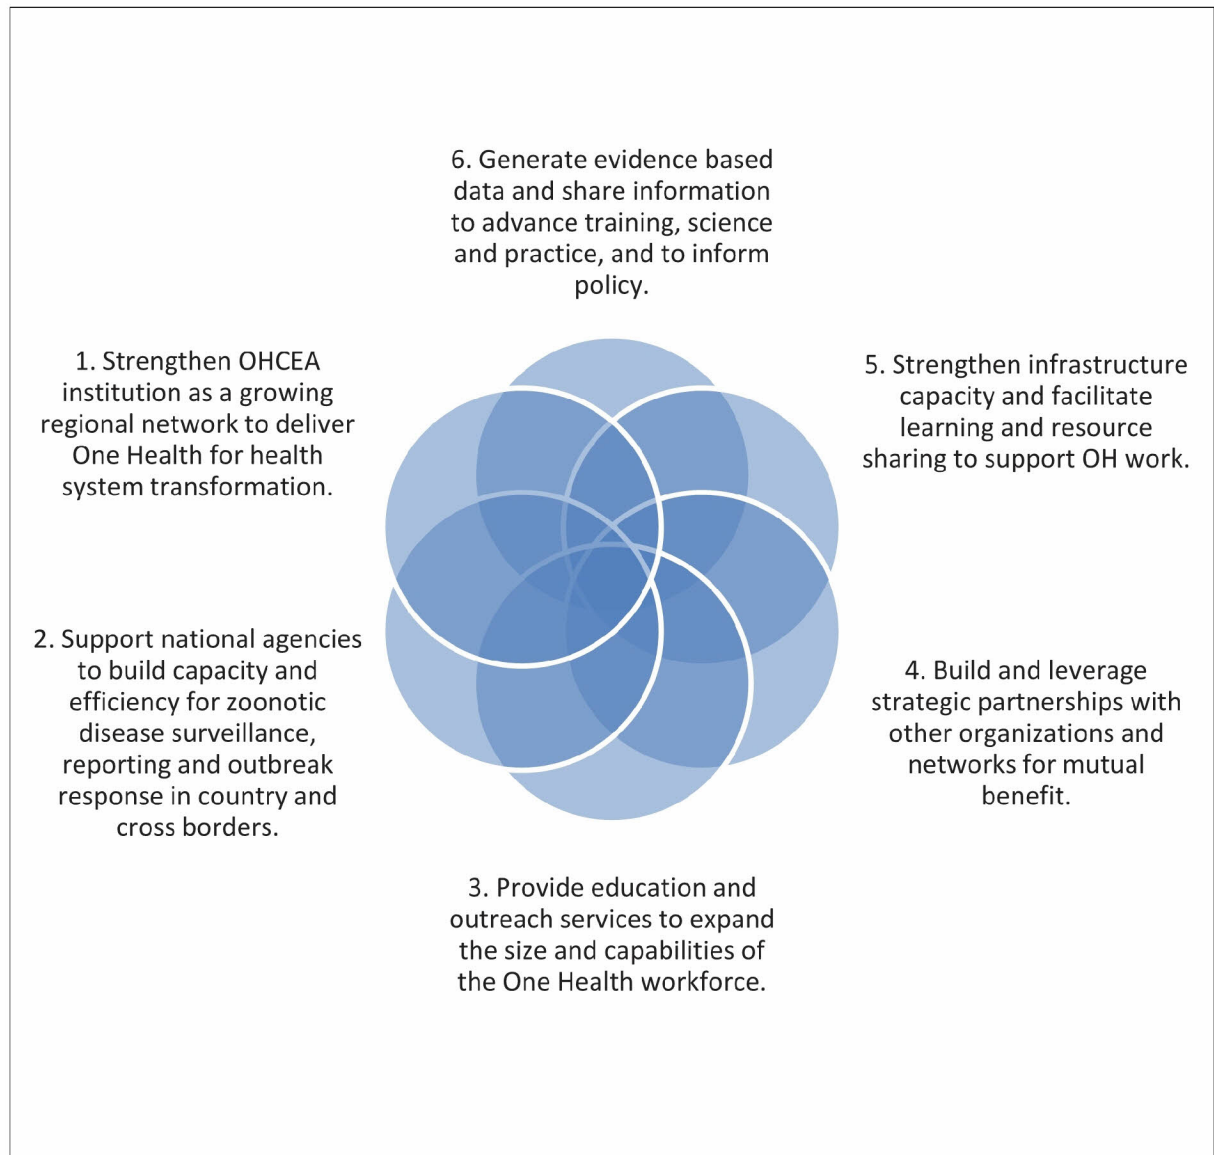 6. Generate evidence based
data and share information
to advance training, science
and practice, and to inform
policy.
1. Strengthen OHCEA
institution as a growing
regional network to deliver
One Health for health
system transformation.
5. Strengthen infrastructure
capacity and facilitate
learning and resource
sharing to support OH work.
2. Support national agencies
to build capacity and
efficiency for zoonotic
disease surveillance,
reporting and outbreak
response in country and
cross borders.
4. Build and leverage
strategic partnerships with
other organizations and
networks for mutual
benefit.
3. Provide education and
outreach services to expand
the size and capabilities of
the One Health workforce.